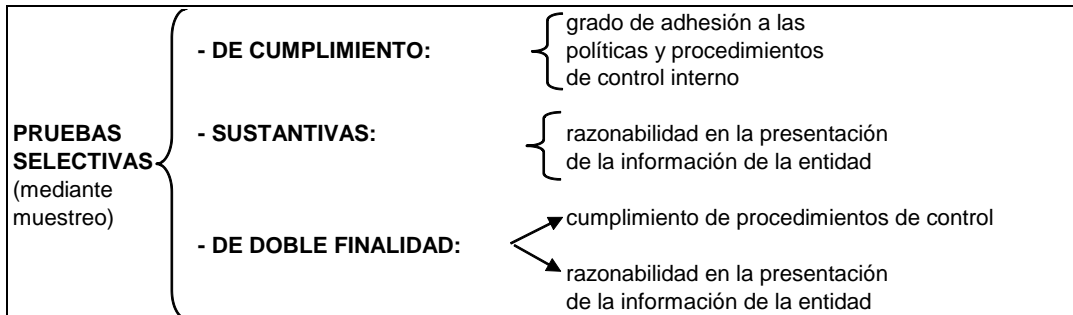 PRUEBAS
SELECTIVAS
(mediante
muestreo)
- DE CUMPLIMIENTO:
grado de adhesión a las
políticas y procedimientos
de control interno
- SUSTANTIVAS:
razonabilidad en la presentación
de la información de la entidad
- DE DOBLE FINALIDAD:
cumplimiento de procedimientos de control
razonabilidad en la presentación
de la información de la entidad